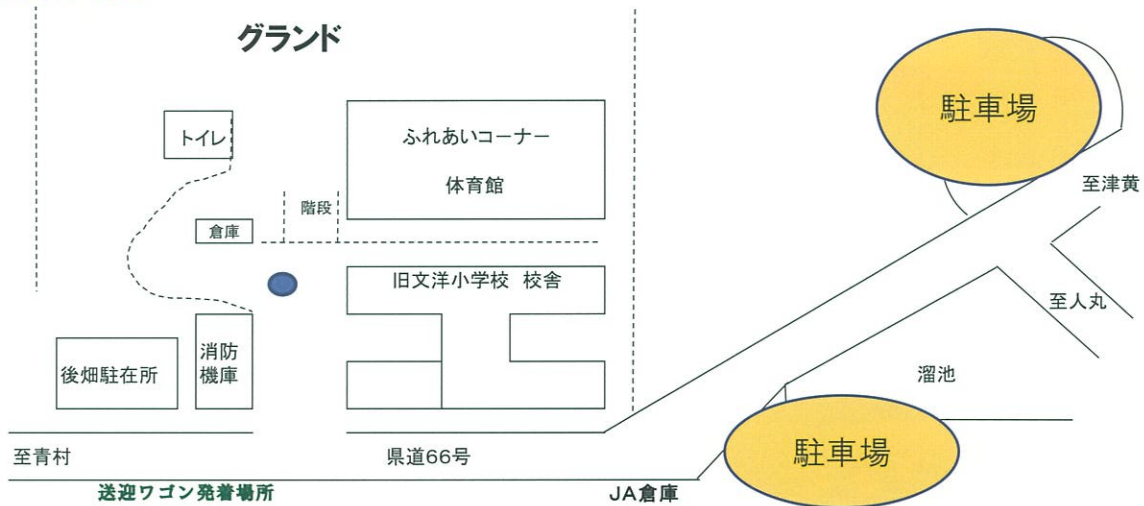 グランド
駐車場
トイレ
ふれあいコーナー
体育館
至津黄
階段
倉庫
旧文洋小学校 校舎
至人丸
消防
機庫
後畑駐在所
溜池
至青村
県道66号
駐車場
送迎ワゴン発着場所
JA倉庫